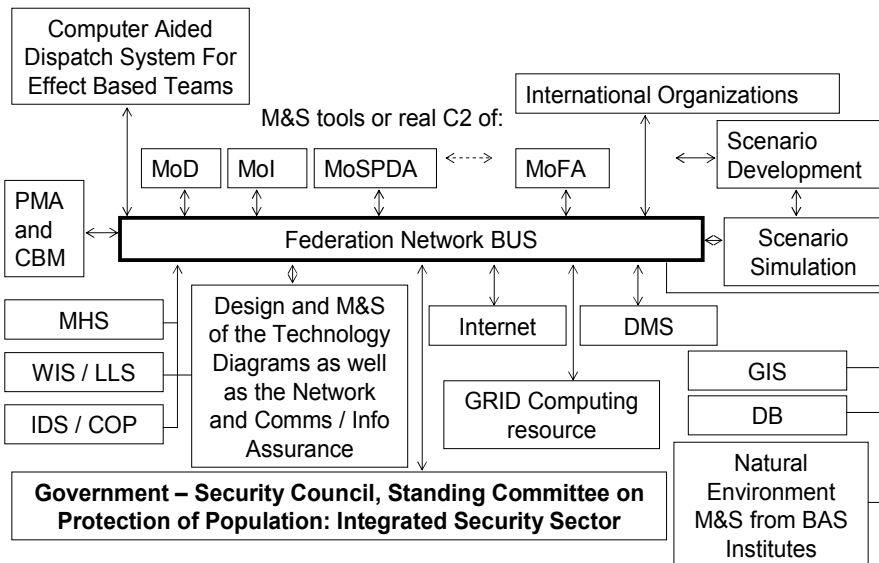 Computer Aided
Dispatch System For
Effect Based Teams
International Organizations
M&S tools or real C2 of:
Scenario
Development
MoD
MoI
MoSPDA
MoFA
PMA
and
CBM
Federation Network BUS
Scenario
Simulation
MHS
WIS / LLS
IDS / COP
Design and M&S
of the Technology
Diagrams as well
as the Network
and Comms / Info
Assurance
Internet
DMS
GRID Computing
resource
GIS
DB
Natural
Environment
M&S from BAS
Institutes
Government – Security Council, Standing Committee on
Protection of Population: Integrated Security Sector